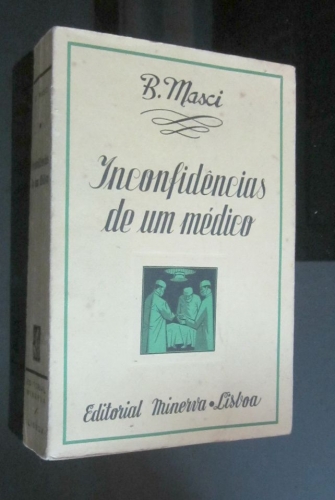 B. Masci
Inconfidências
de um médico
Editorial Minerva • Lisboa